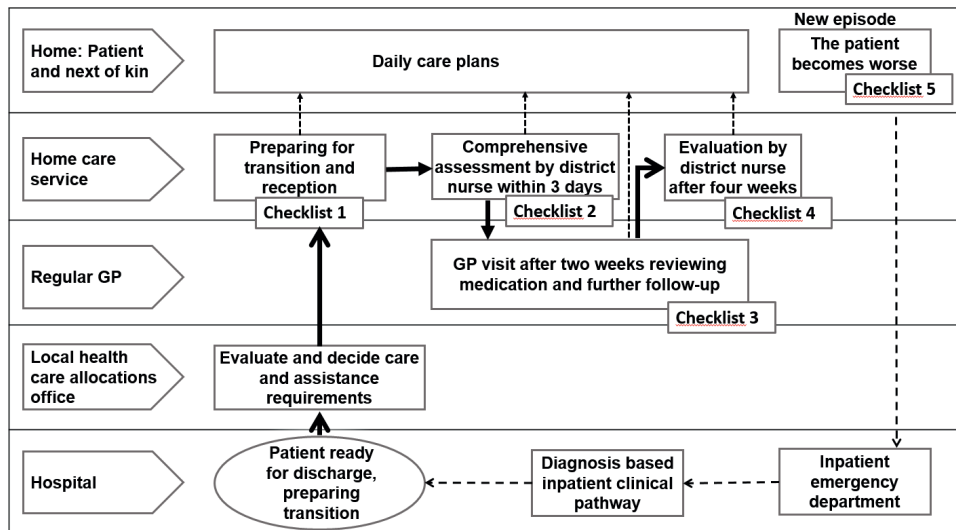 Home: Patient
and next of kin
Daily care plans
New episode
The patient
becomes worse
Checklist 5
Home care
service
Preparing for
transition and
reception
Checklist 1
Comprehensive
assessment by district
nurse within 3 days
Checklist 2
Evaluation by
district nurse
after four weeks
Checklist 4
Regular GP
GP visit after two weeks reviewing
medication and further follow-up
Checklist 3
Local health
care allocations
office
Evaluate and decide care
and assistance
requirements
Hospital
Patient ready
for discharge,
preparing
transition
Diagnosis based
inpatient clinical
pathway
Inpatient
emergency
department